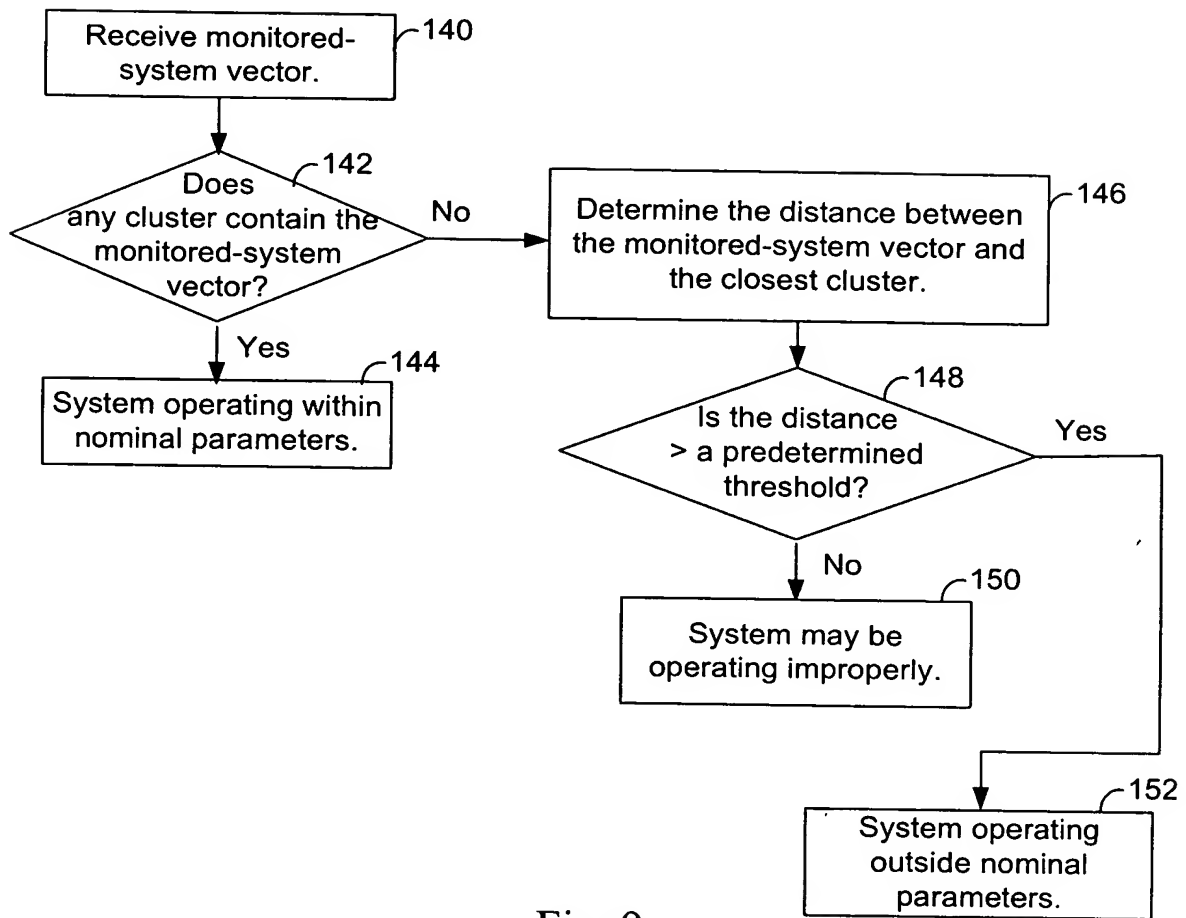 Receive monitored-
system vector.
140
Does
any cluster contain the
monitored-system
vector?
142
No
Yes
System operating within
nominal parameters.
144
Determine the distance between
the monitored-system vector and
the closest cluster.
146
Is the distance
> a predetermined
threshold?
148
Yes
No
System may be
operating improperly.
150
System operating
outside nominal
parameters.
152